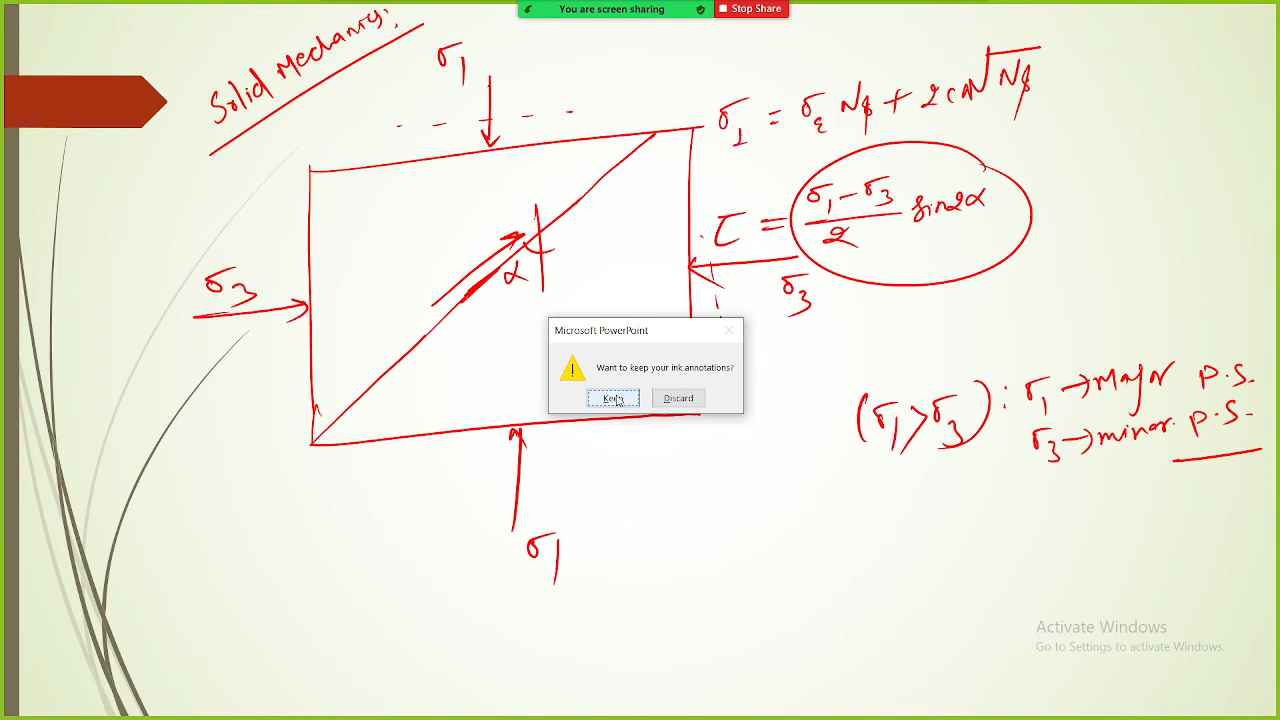 You are screen sharing
Stop Share
Solid Mechanics:
σ1
σ1 = σ3 Nφ + 2C√Nφ
τ = σ1 - σ3 / 2 sin2α
α
σ3
σ3
Microsoft PowerPoint
Want to keep your ink annotations?
Keep
Discard
(σ1 > σ3) : σ1 → Major P.S.
σ3 → minor. P.S.
σ1
Activate Windows
Go to Settings to activate Windows.